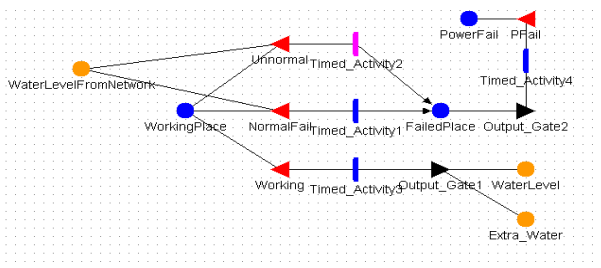 PowerFail
PFail
Unnormal
Timed_Activity2
WaterLevelFromNetwork
Timed_Activity4
WorkingPlace
NormalFail
Timed_Activity1
FailedPlace
Output_Gate2
Working
Timed_Activity3
Output_Gate1
WaterLevel
Extra_Water